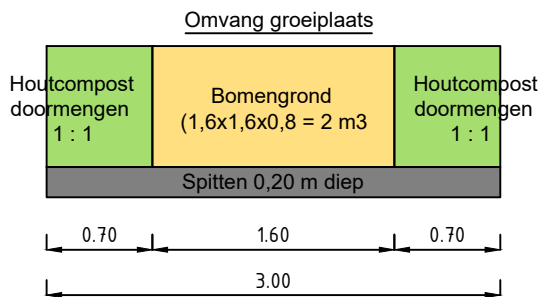 Omvang groeiplaats
Houtcompost
doormengen
1 : 1
Bomengrond
(1,6x1,6x0,8 = 2 m3
Houtcompost
doormengen
1 : 1
Spitten 0,20 m diep
0.70
1.60
0.70
3.00